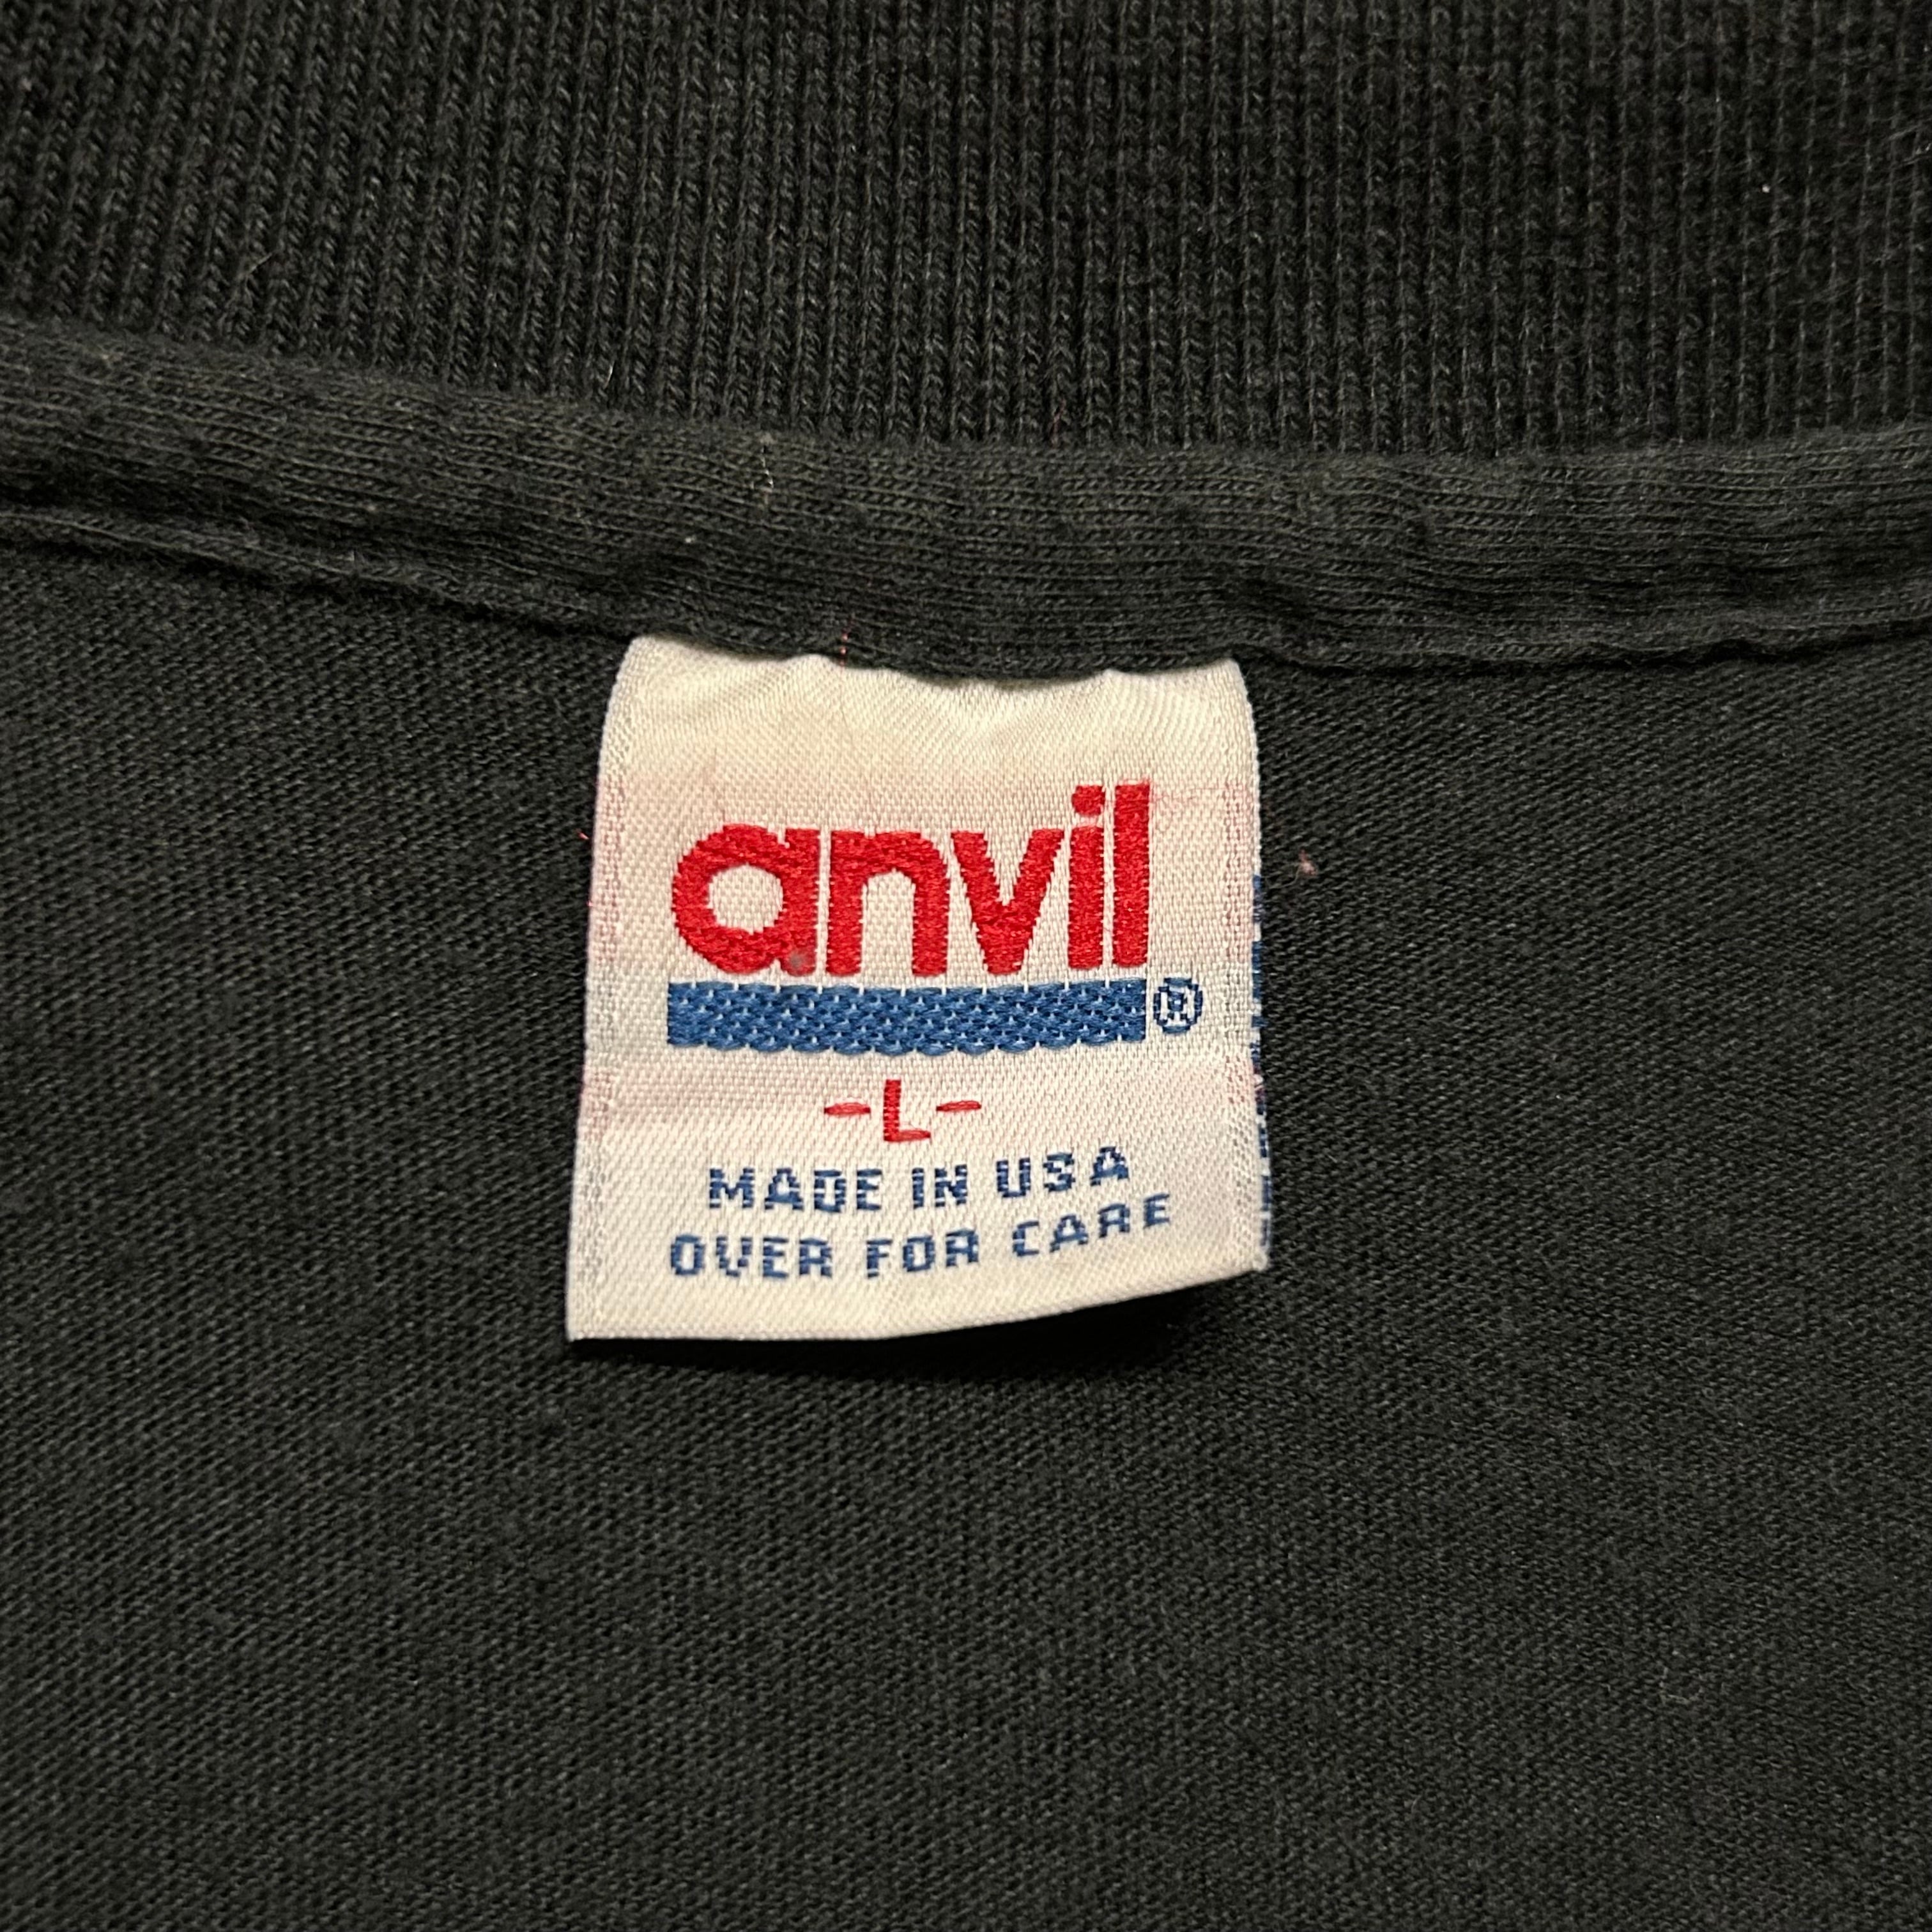 anvil
®
-L-
MADE IN USA
OVER FOR CARE